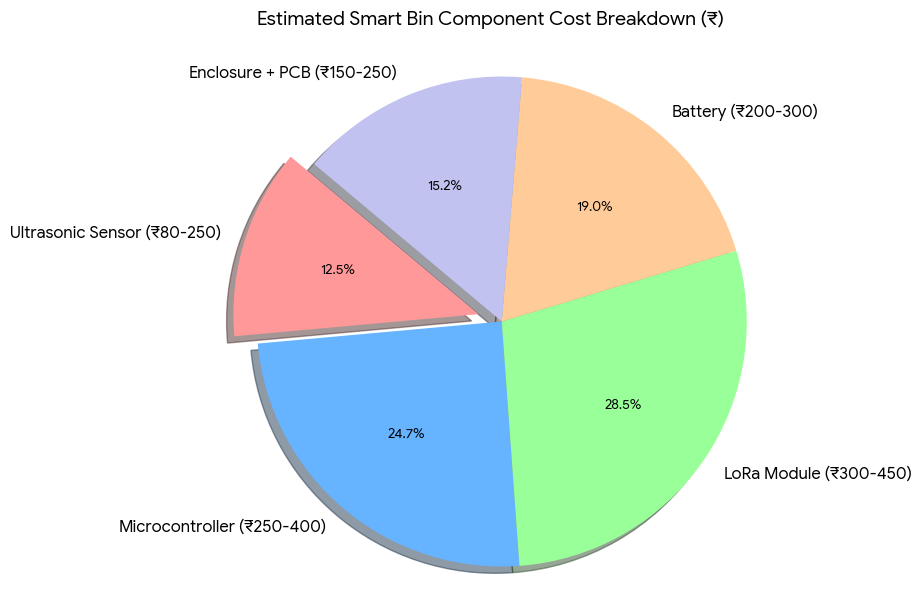 Estimated Smart Bin Component Cost Breakdown (₹)
Enclosure + PCB (₹150-250)
Battery (₹200-300)
15.2%
19.0%
Ultrasonic Sensor (₹80-250)
12.5%
28.5%
24.7%
LoRa Module (₹300-450)
Microcontroller (₹250-400)